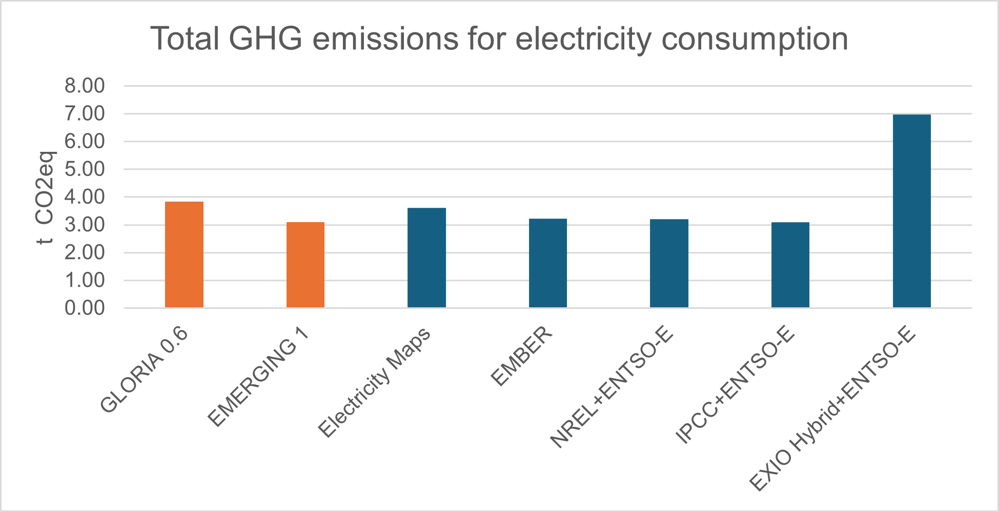 Total GHG emissions for electricity consumption
t CO2eq
8.00
7.00
6.00
5.00
4.00
3.00
2.00
1.00
0.00
GLORIA 0.6
EMERGING 1
Electricity Maps
EMBER
NREL+ENTSO-E
IPCC+ENTSO-E
EXIO Hybrid+ENTSO-E